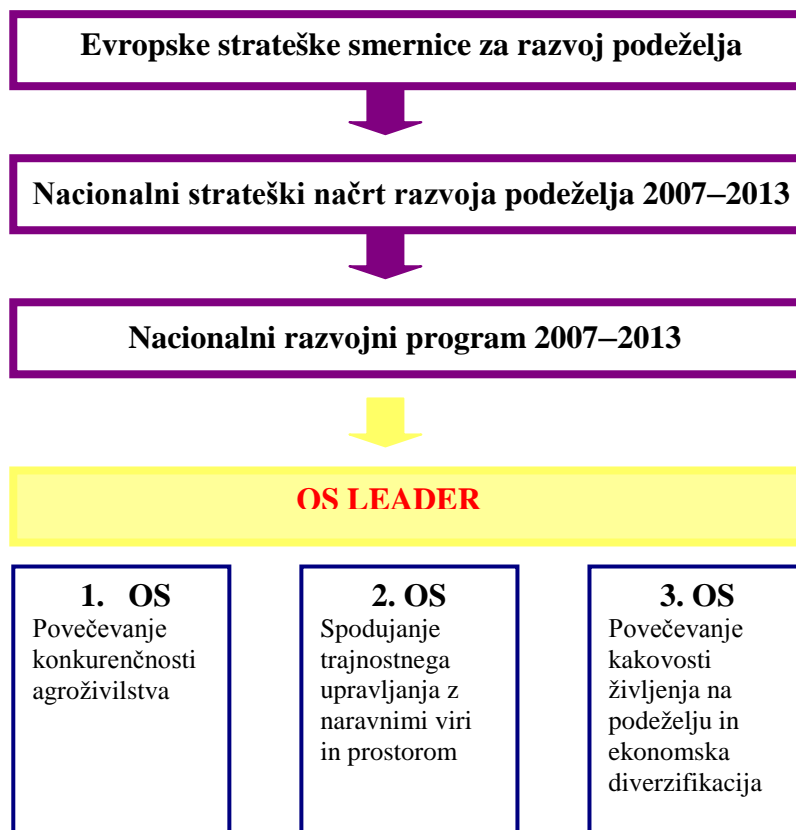 Evropske strateške smernice za razvoj podeželja
Nacionalni strateški načrt razvoja podeželja 2007–2013
Nacionalni razvojni program 2007–2013
OS LEADER
1. OS
Povečevanje
konkurenčnosti
agroživilstva
2. OS
Spodujanje
trajnostnega
upravljanja z
naravnimi viri
in prostorom
3. OS
Povečevanje
kakovosti
življenja na
podeželju in
ekonomska
diverzifikacija